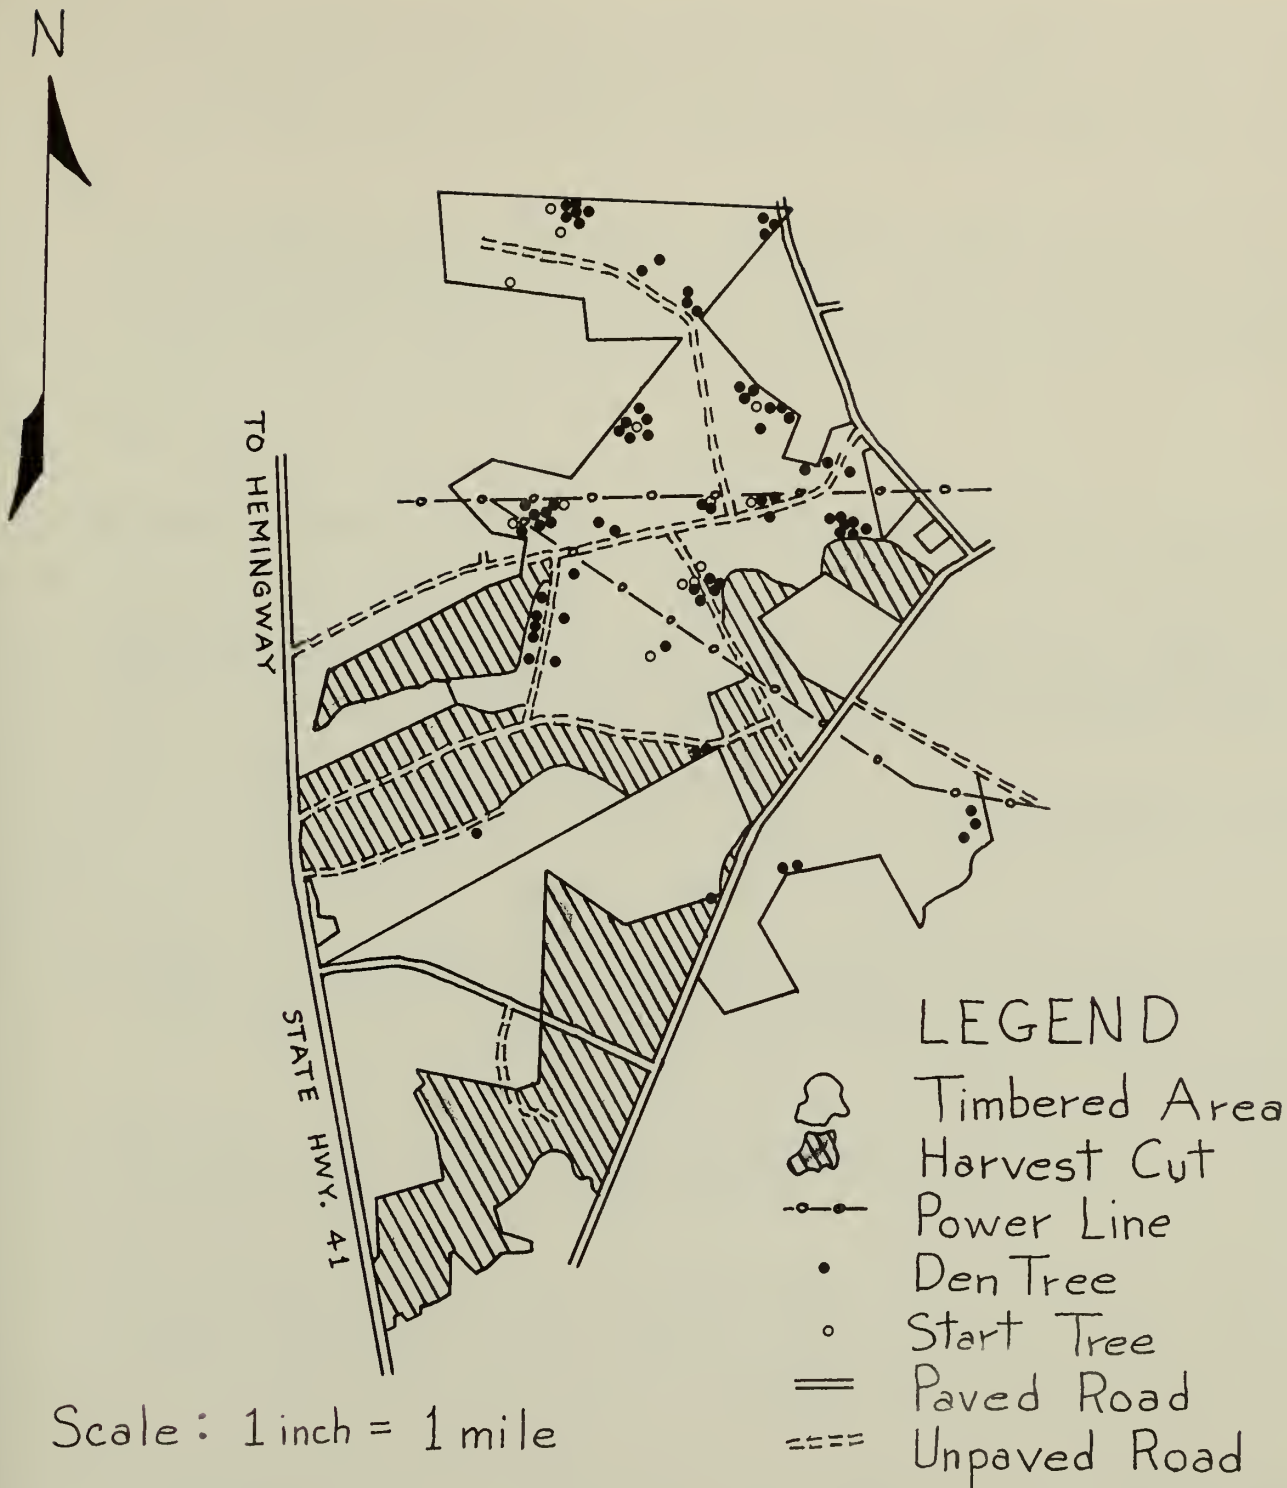 N
TO HEMINGWAY
STATE HWY. 41
LEGEND
Timbered Area
Harvest Cut
Power Line
Den Tree
Start Tree
Paved Road
Unpaved Road
Scale: 1 inch = 1 mile